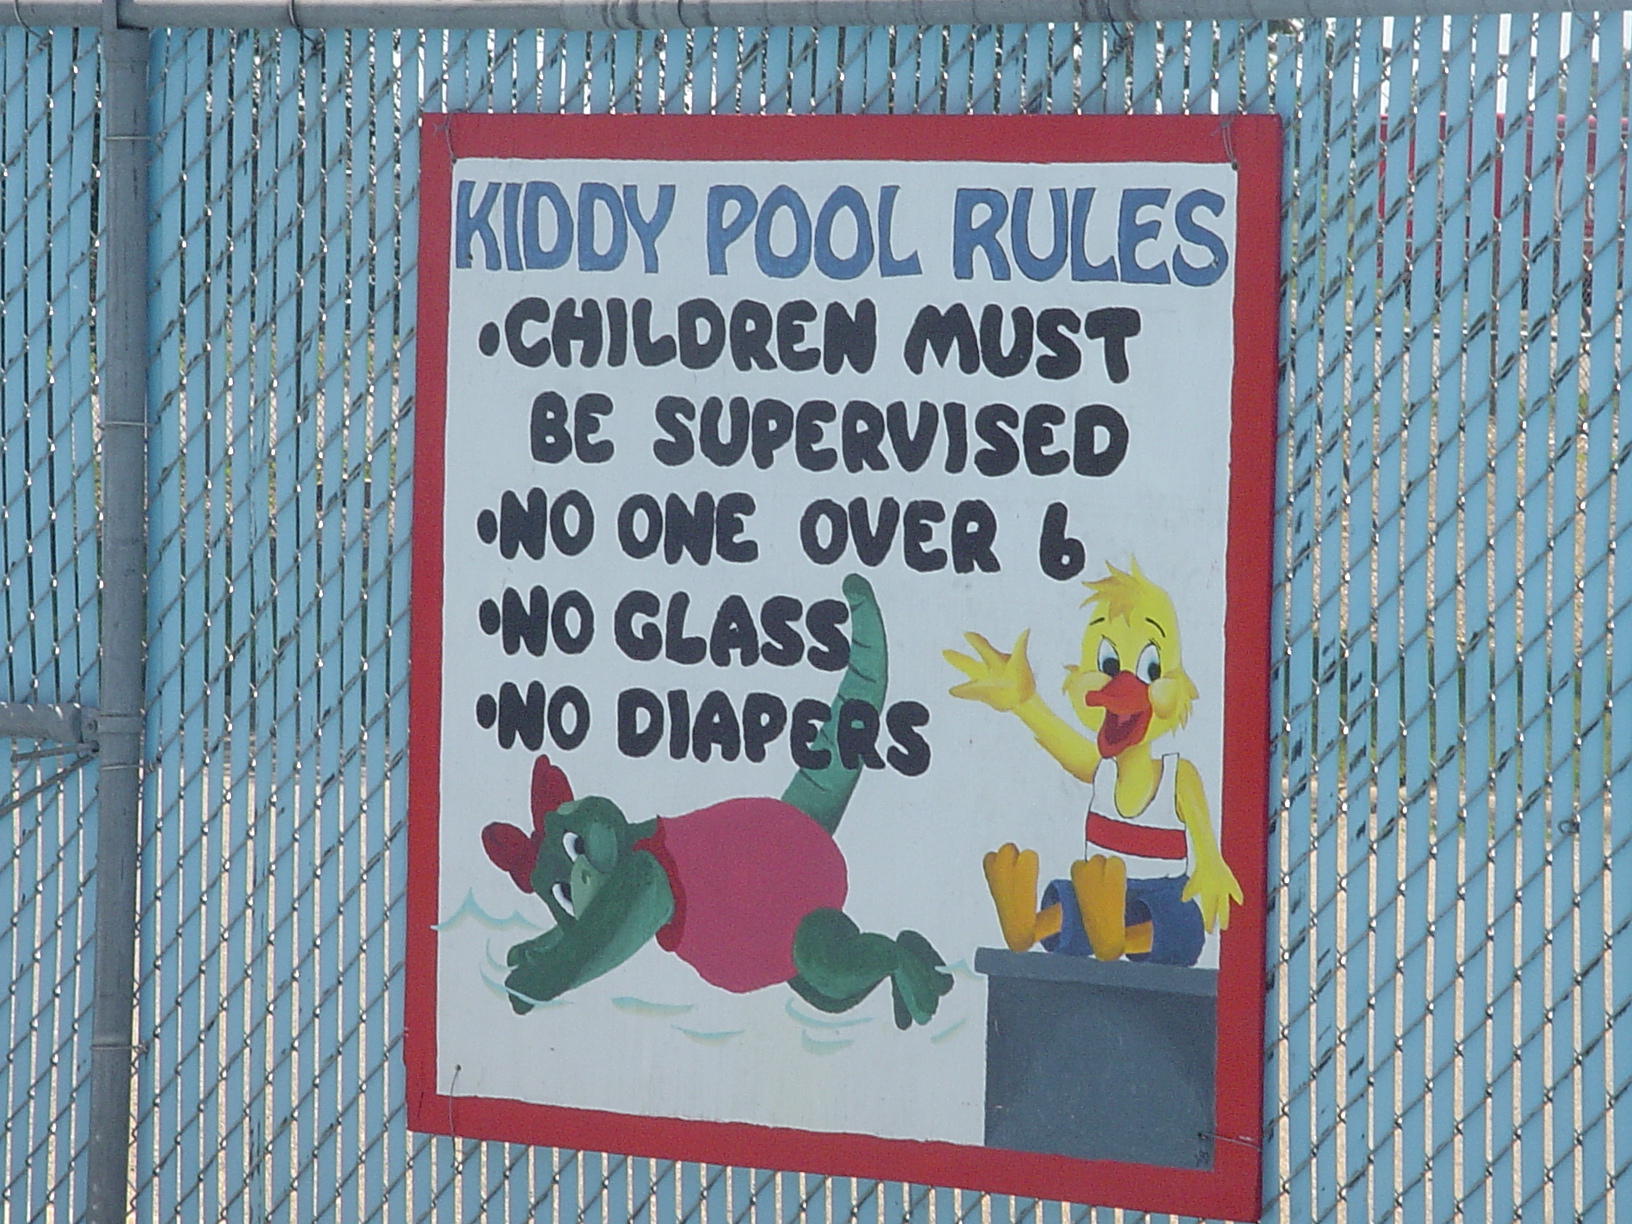 KIDDY POOL RULES
•CHILDREN MUST
BE SUPERVISED
•NO ONE OVER 6
•NO GLASS
•NO DIAPERS